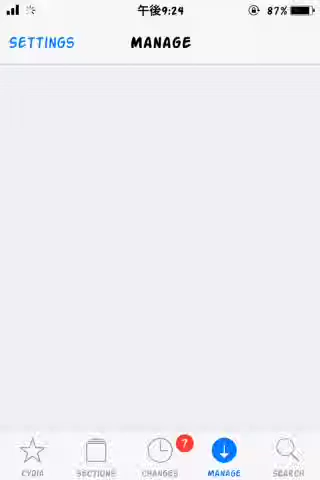 午後9:24 87%
SETTINGS MANAGE
7
CYDIA SECTIONS CHANGES MANAGE SEARCH